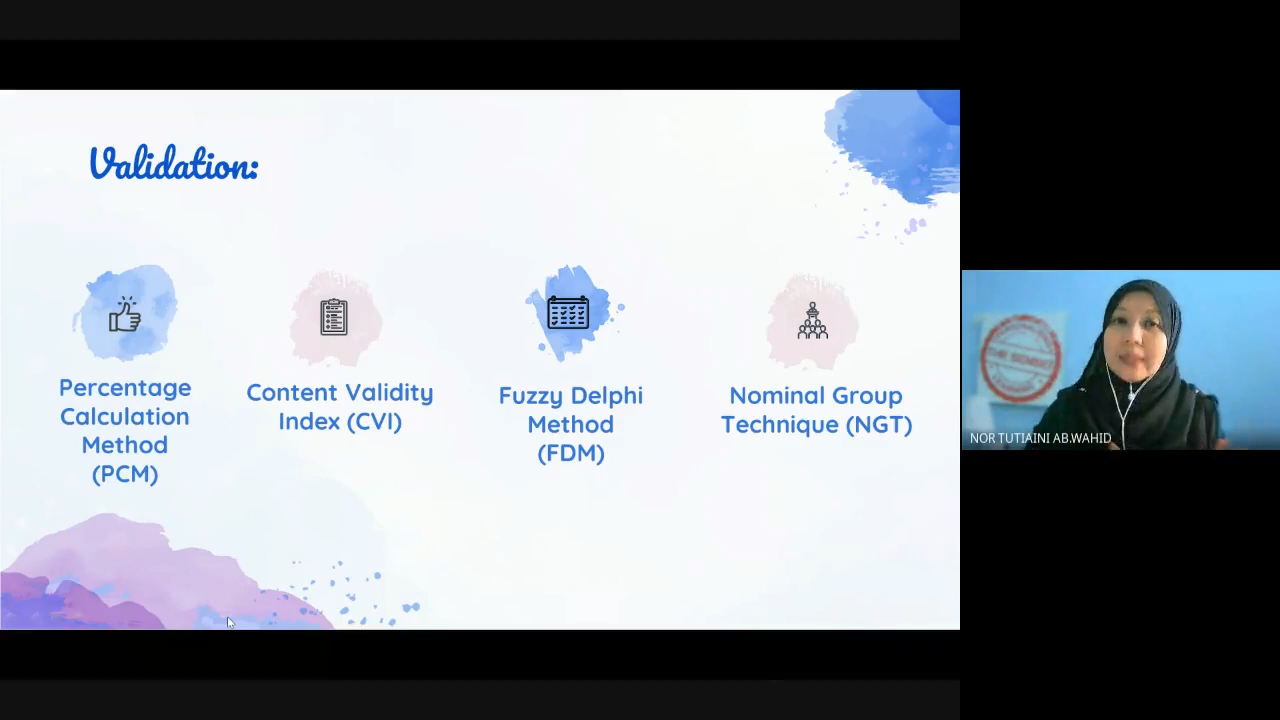 Validation:
Percentage
Calculation
Method
(PCM)
Content Validity
Index (CVI)
Fuzzy Delphi
Method
(FDM)
Nominal Group
Technique (NGT)
NOR TUTIAINI AB.WAHID